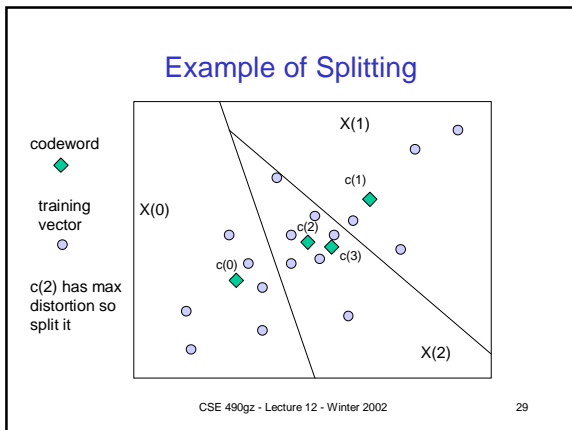 Example of Splitting
codeword
training
vector
c(2) has max
distortion so
split it
X(0)
X(1)
c(1)
c(2)
c(3)
c(0)
X(2)
CSE 490gz - Lecture 12 - Winter 2002
29